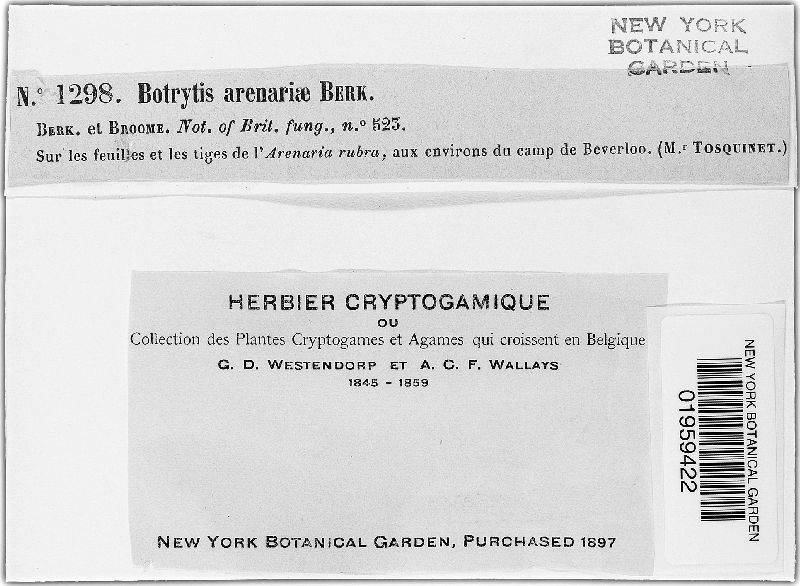 NEW YORK
BOTANICAL
GARDEN
N.º 1298. Botrytis arenariæ BERK.
BERK. et BROOME. Not. of Brit. fung., n.º 523.
Sur les feuilles et les tiges de l'Arenaria rubra, aux environs du camp de Beverloo. (M.r TOSQUINET.)
HERBIER CRYPTOGAMIQUE
OU
Collection des Plantes Cryptogames et Agames qui croissent en Belgique
G. D. WESTENDORP ET A. C. F. WALLAYS
1845 - 1859
NEW YORK BOTANICAL GARDEN, PURCHASED 1897
NEW YORK BOTANICAL GARDEN
01959422